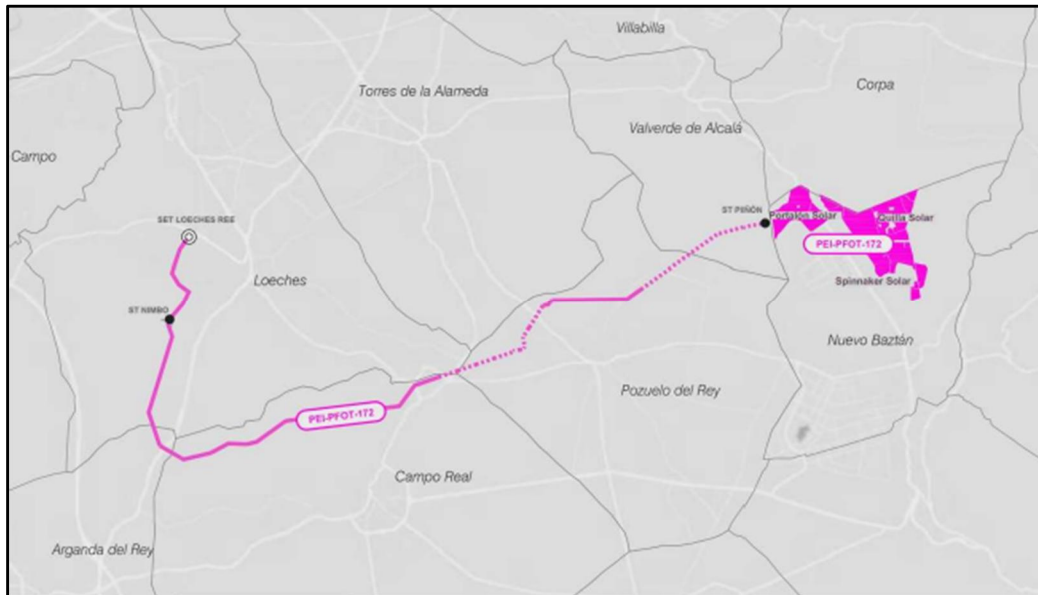 Villabilla
Corpa
Torres de la Alameda
Valverde de Alcalá
Campo
SET LOECHES REE
ST PIÑÓN
Portalón Solar
Quilla Solar
PEI-PFOT-172
Loeches
Spinnaker Solar
ST NIMBO
Nuevo Baztán
Pozuelo del Rey
PEI-PFOT-172
Campo Real
Arganda del Rey